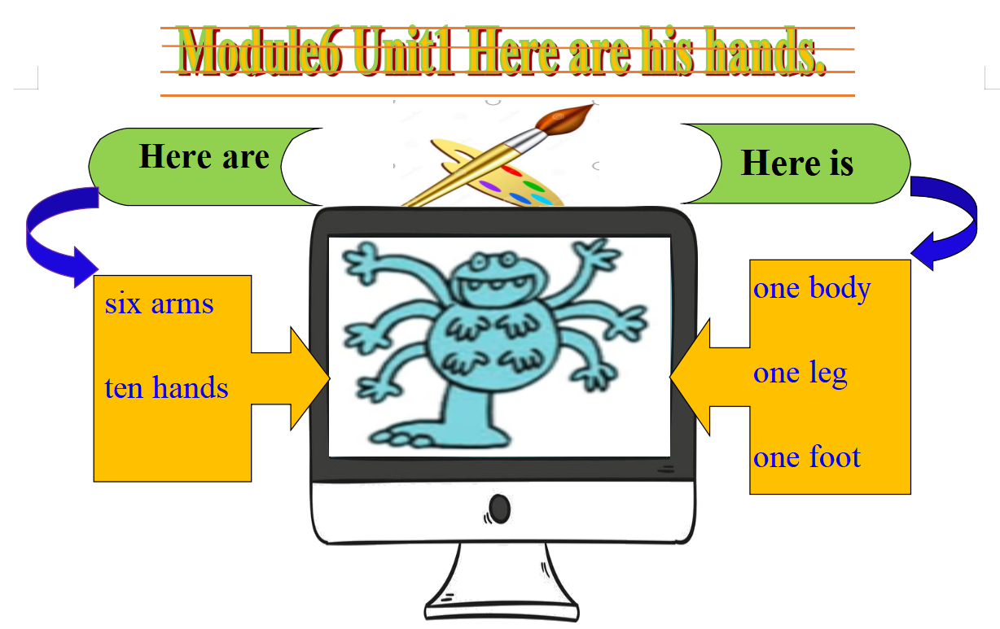 Module6 Unit1 Here are his hands.
Here are
Here is
six arms
ten hands
one body
one leg
one foot